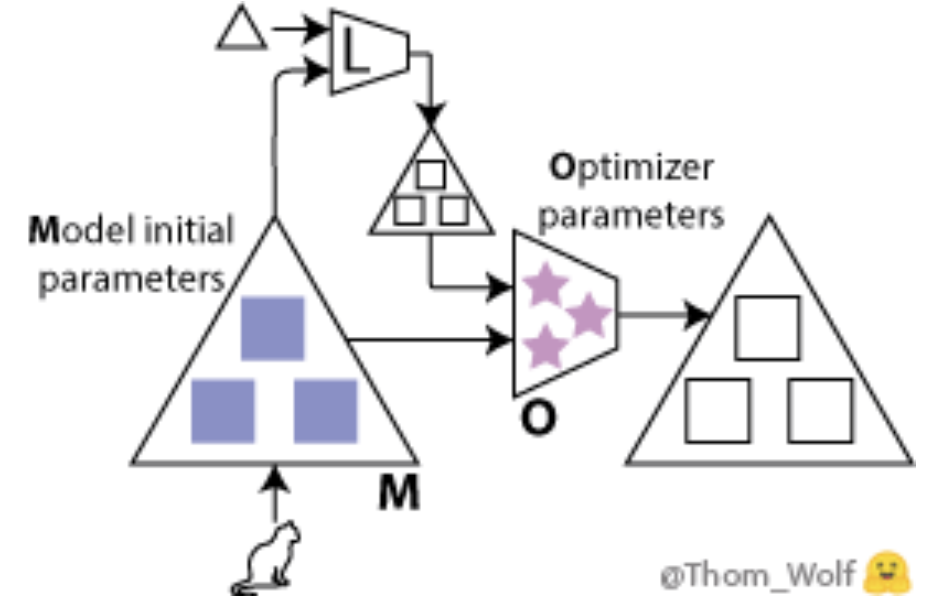 L
Optimizer
parameters
Model initial
parameters
O
M
@Thom_Wolf